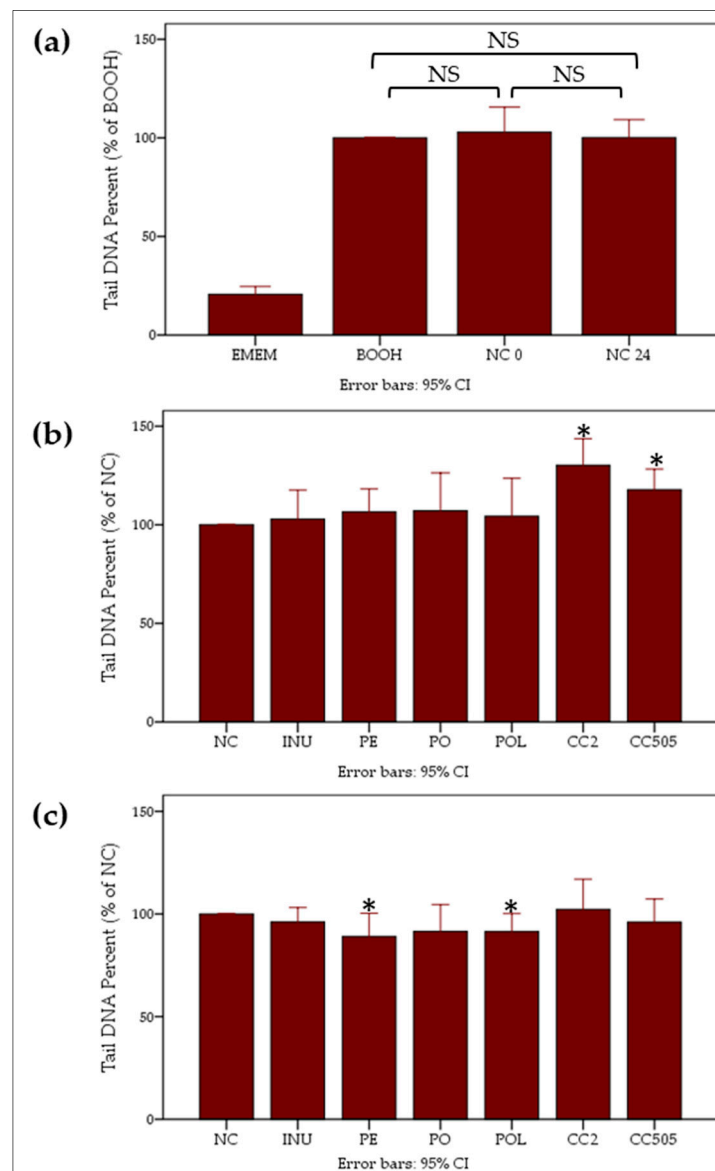 (a)
Tail DNA Percent (% of BOOH)
150
100
50
0
NS
NS NS
EMEM BOOH NC 0 NC 24
Error bars: 95% CI
(b)
Tail DNA Percent (% of NC)
150
100
50
0
* *
NC INU PE PO POL CC2 CC505
Error bars: 95% CI
(c)
Tail DNA Percent (% of NC)
150
100
50
0
* *
NC INU PE PO POL CC2 CC505
Error bars: 95% CI